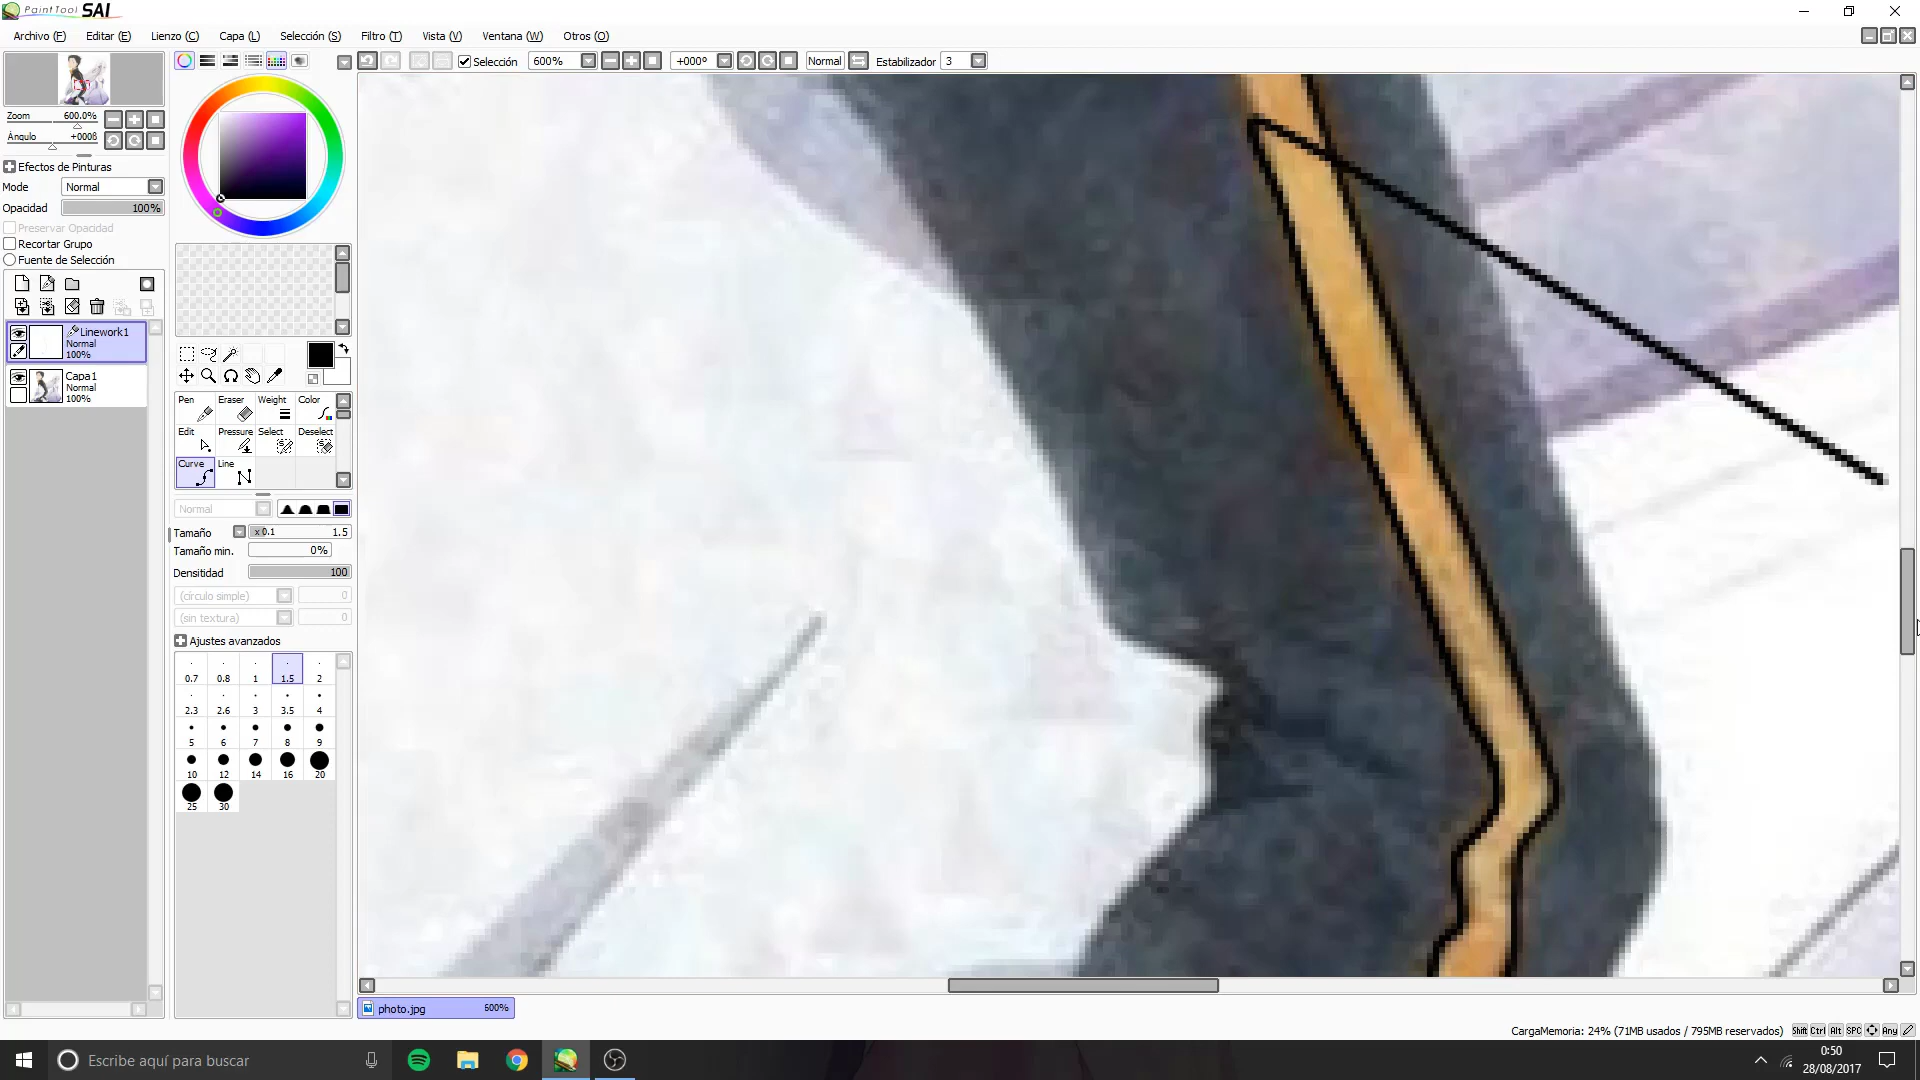 PaintTool SAI
Archivo (F) Editar (E) Lienzo (C) Capa (L) Selección (S) Filtro (T) Vista (V) Ventana (W) Otros (O)
Selección 600% +000º Normal Estabilizador 3
Zoom 600.0%
Ángulo +000ß
Efectos de Pinturas
Mode Normal
Opacidad 100%
Preservar Opacidad
Recortar Grupo
Fuente de Selección
Linework1
Normal
100%
Capa1
Normal
100%
Pen Eraser Weight Color
Edit Pressure Select Deselect
Curve Line
Normal
Tamaño x 0.1 1.5
Tamaño min. 0%
Densitidad 100
(círculo simple) 0
(sin textura) 0
Ajustes avanzados
0.7 0.8 1 1.5 2
2.3 2.6 3 3.5 4
5 6 7 8 9
10 12 14 16 20
25 30
photo.jpg 600%
CargaMemoria: 24% (71MB usados / 795MB reservados) Shift Ctrl Alt SPC Any
Escribe aquí para buscar
0:50
28/08/2017